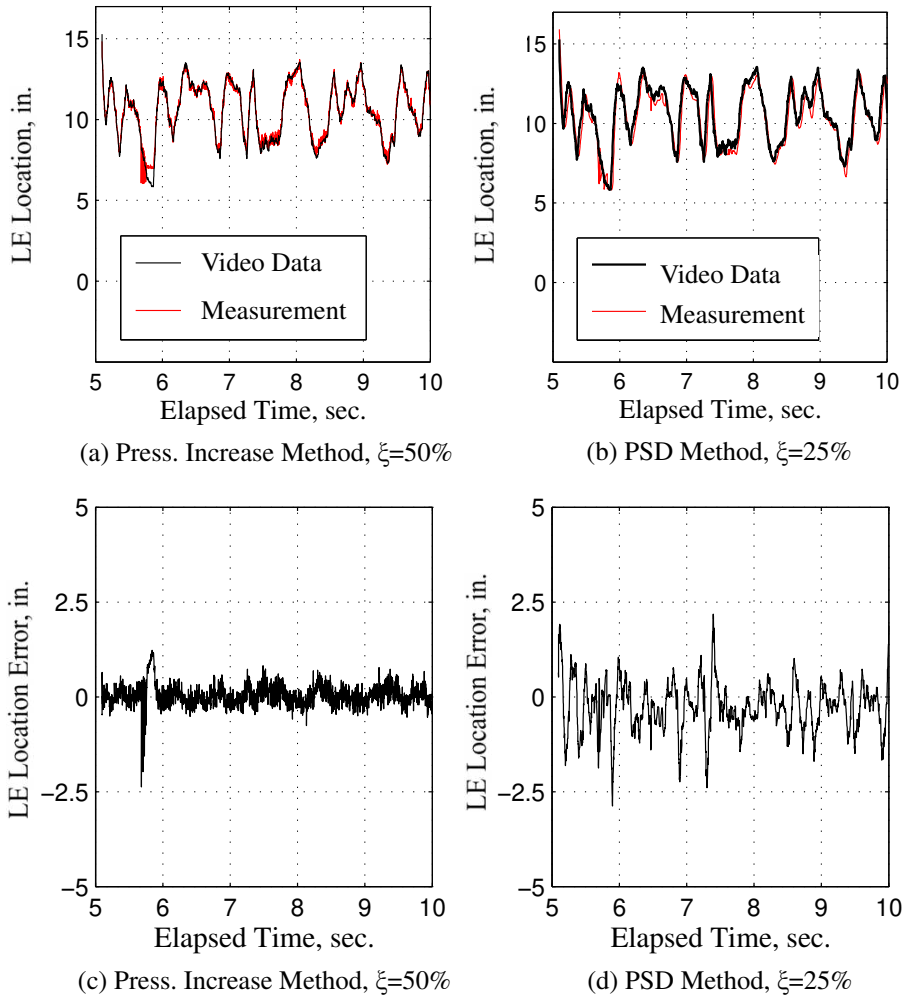 LE Location, in.
15
10
5
0
Video Data
Measurement
5 6 7 8 9 10
Elapsed Time, sec.
(a) Press. Increase Method, ξ=50%
LE Location, in.
15
10
5
0
Video Data
Measurement
5 6 7 8 9 10
Elapsed Time, sec.
(b) PSD Method, ξ=25%
LE Location Error, in.
5
2.5
0
−2.5
−5
5 6 7 8 9 10
Elapsed Time, sec.
(c) Press. Increase Method, ξ=50%
LE Location Error, in.
5
2.5
0
−2.5
−5
5 6 7 8 9 10
Elapsed Time, sec.
(d) PSD Method, ξ=25%